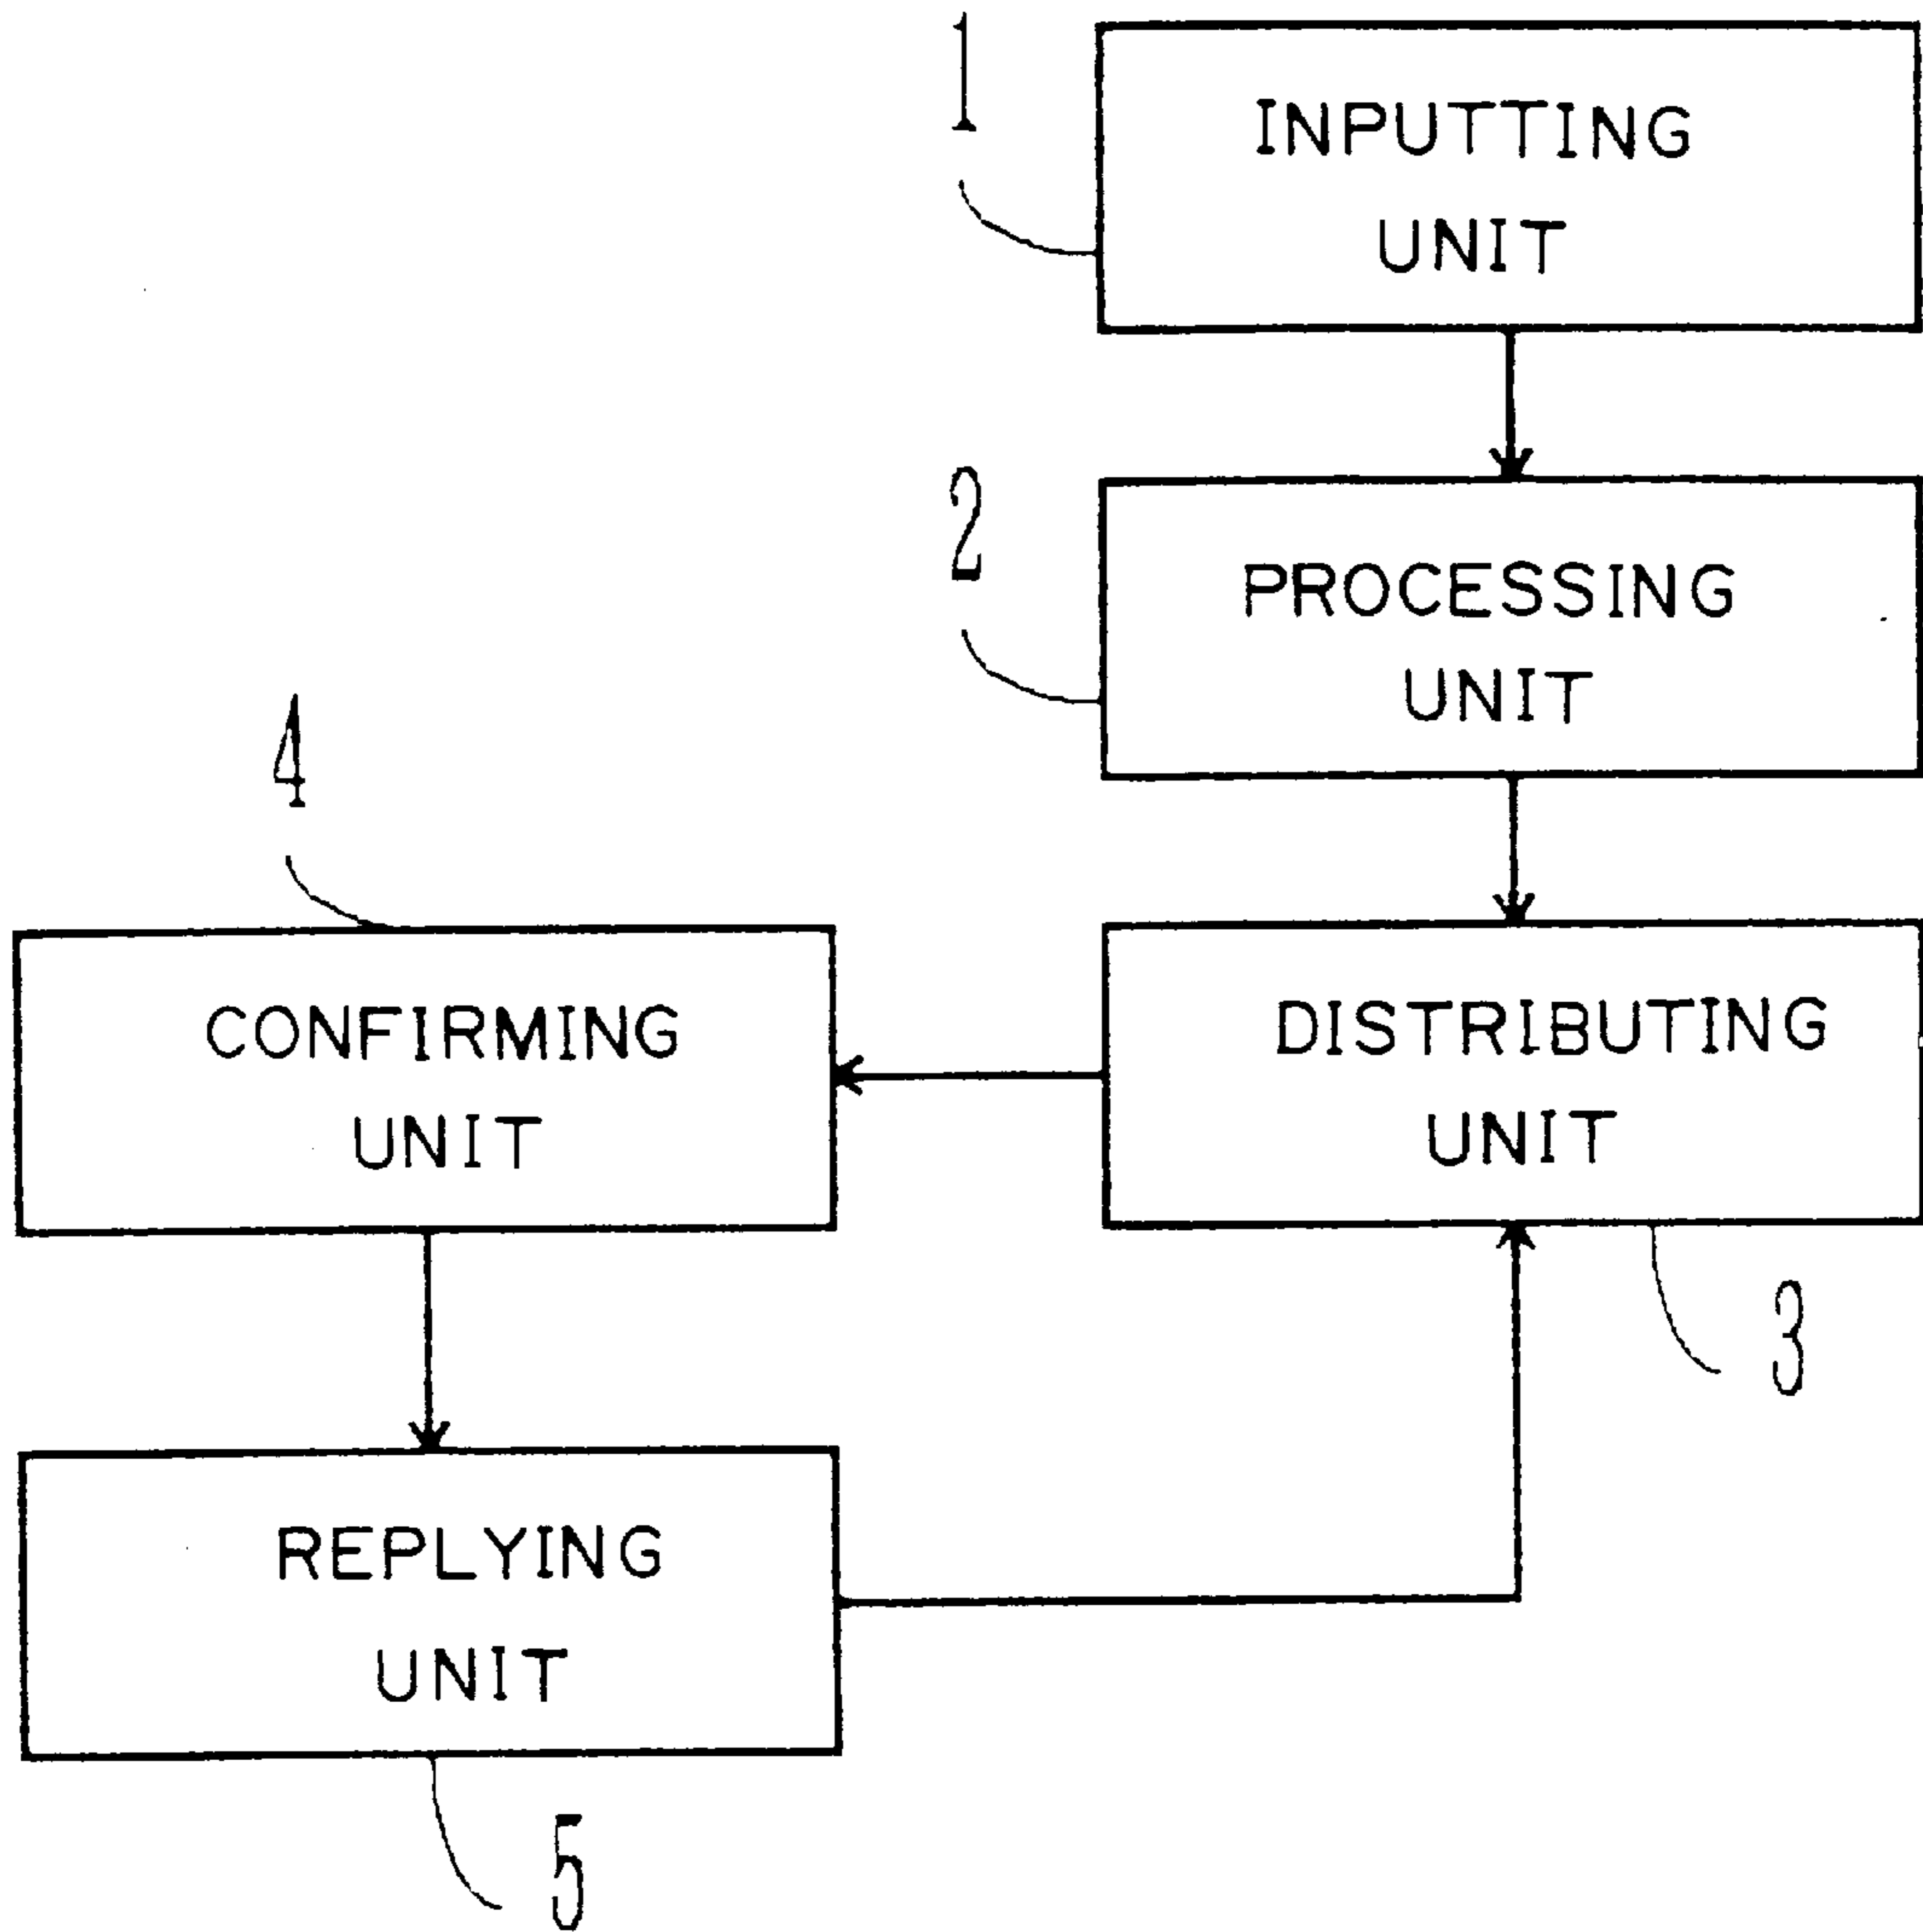 1
INPUTTING
UNIT
2
PROCESSING
UNIT
4
CONFIRMING
UNIT
DISTRIBUTING
UNIT
3
REPLYING
UNIT
5